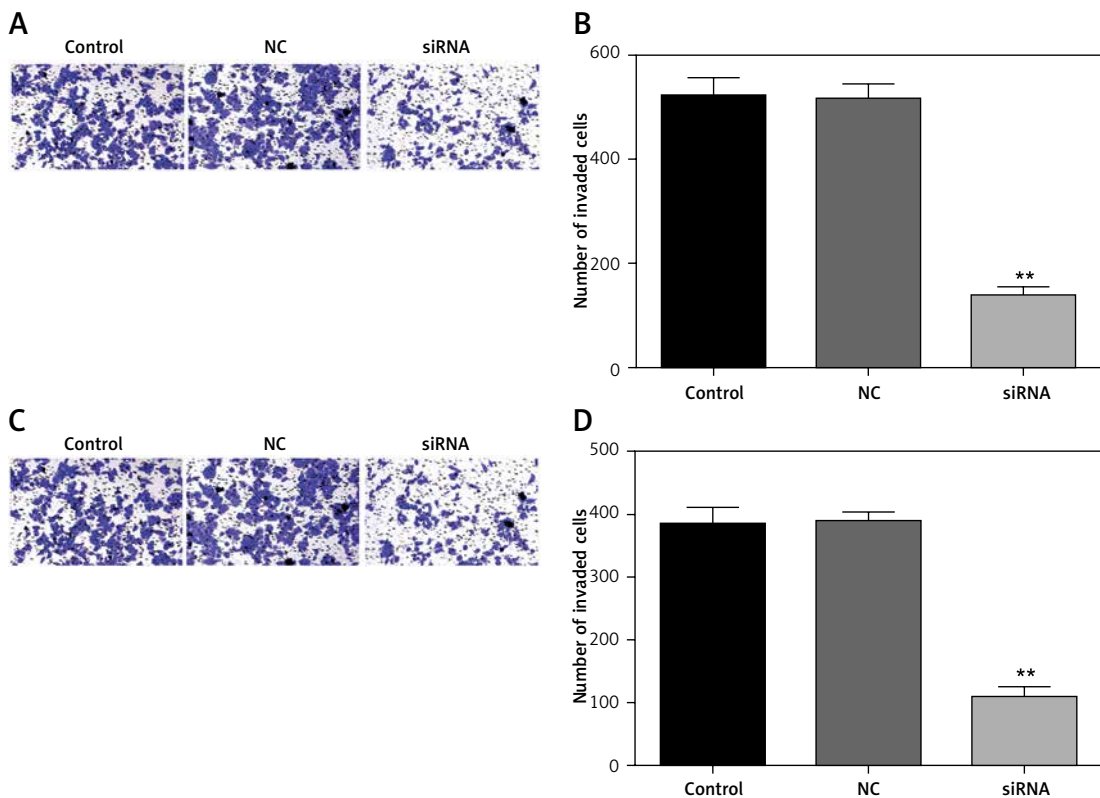 A
Control NC siRNA
B
Number of invaded cells
600
400
200
0
**
Control NC siRNA
C
Control NC siRNA
D
Number of invaded cells
500
400
300
200
100
0
**
Control NC siRNA